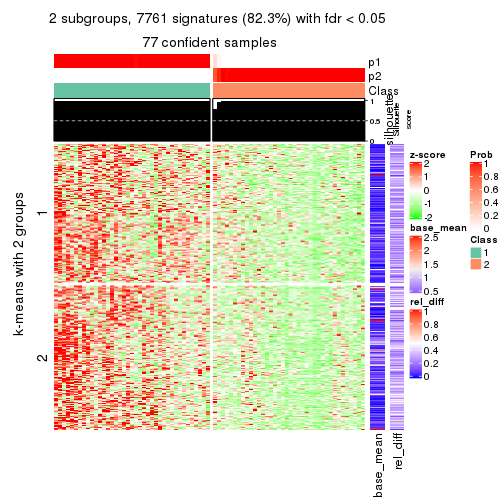 2 subgroups, 7761 signatures (82.3%) with fdr < 0.05
77 confident samples
p1
p2
Class
silhouette
Silhouette
score
1
0.5
0
k-means with 2 groups
1
2
base_mean
rel_diff
z-score
2
1
0
-1
-2
base_mean
2.5
2
1.5
1
0.5
rel_diff
1
0.8
0.6
0.4
0.2
0
Prob
1
0.8
0.6
0.4
0.2
0
Class
1
2